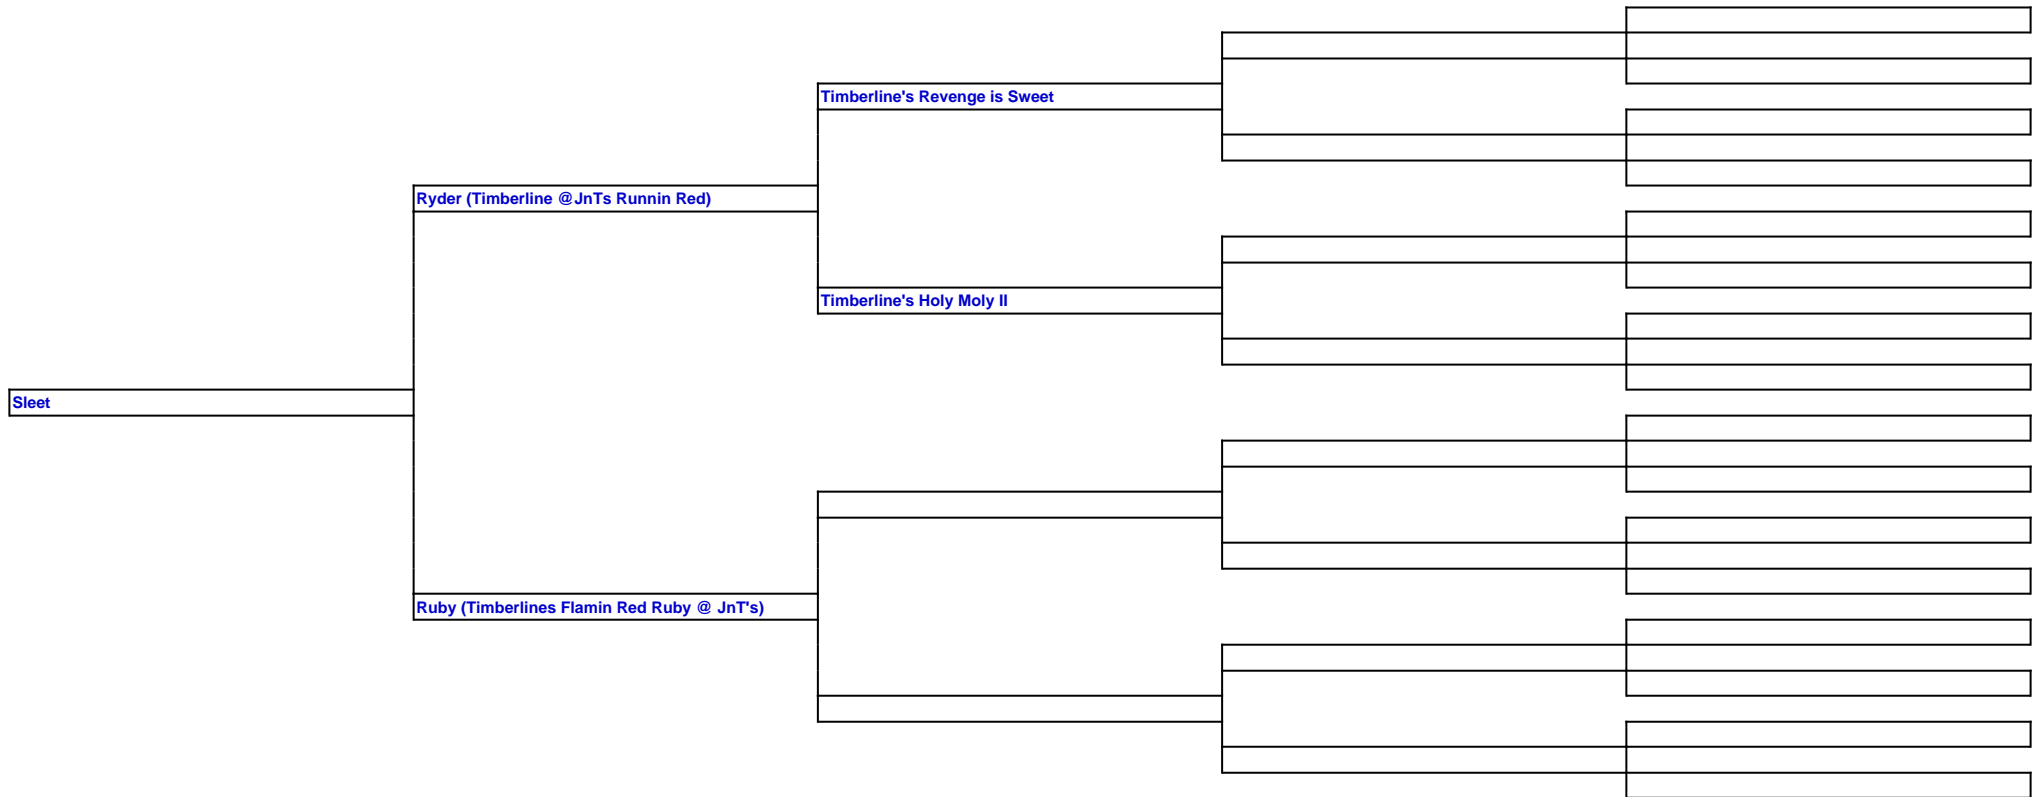 Timberline's Revenge is Sweet
Ryder (Timberline @JnTs Runnin Red)
Timberline's Holy Moly II
Sleet
Ruby (Timberlines Flamin Red Ruby @ JnT's)